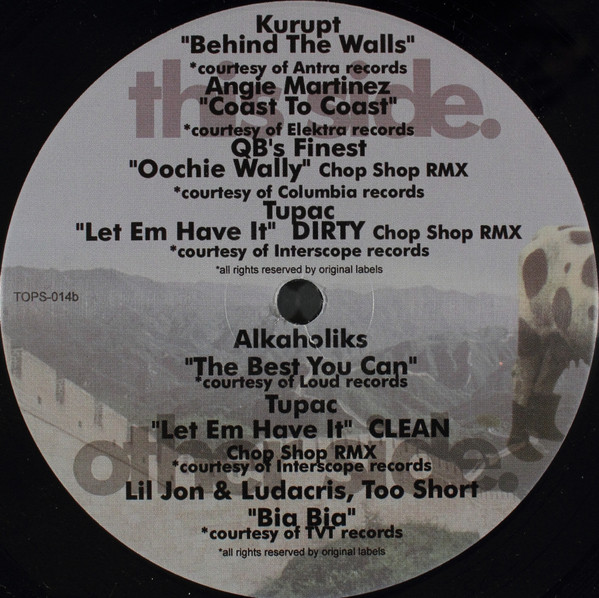 Kurupt
"Behind The Walls"
*courtesy of Antra records
this side.
Angie Martinez
"Coast To Coast"
*courtesy of Elektra records
QB's Finest
"Oochie Wally" Chop Shop RMX
*courtesy of Columbia records
Tupac
"Let Em Have It" DIRTY Chop Shop RMX
*courtesy of Interscope records
*all rights reserved by original labels
TOPS-014b
Alkaholiks
"The Best You Can"
*courtesy of Loud records
Tupac
"Let Em Have It" CLEAN
Chop Shop RMX
other side.
*courtesy of Interscope records
Lil Jon & Ludacris, Too Short
"Bia Bia"
*courtesy of TVT records
*all rights reserved by original labels